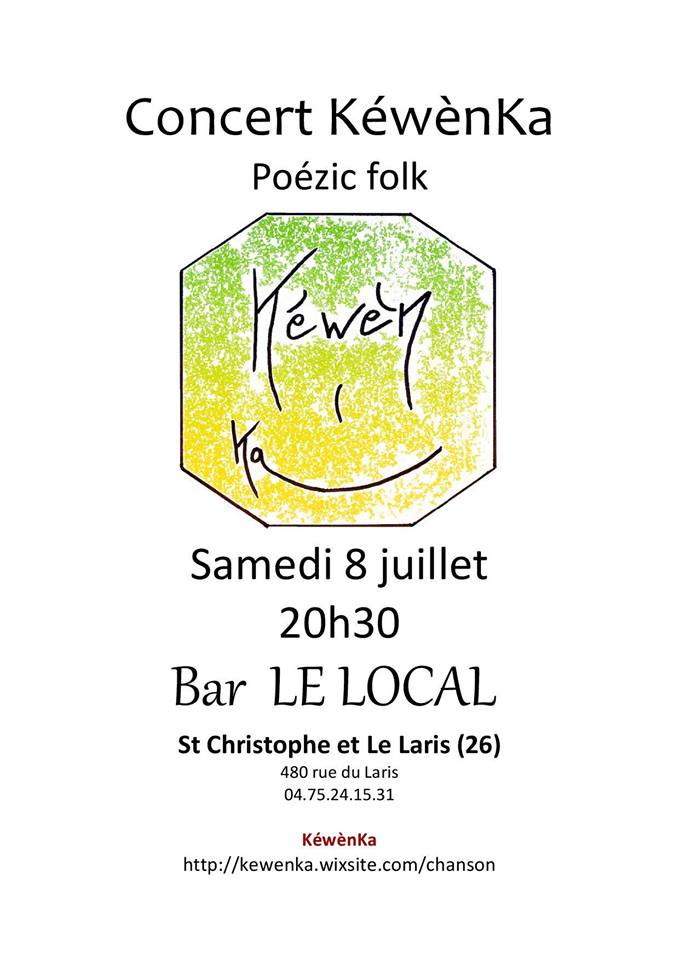 Concert KéwènKa
Poézic folk
Kéwèn
Ka
Samedi 8 juillet
20h30
Bar LE LOCAL
St Christophe et Le Laris (26)
480 rue du Laris
04.75.24.15.31
KéwènKa
http://kewenka.wixsite.com/chanson